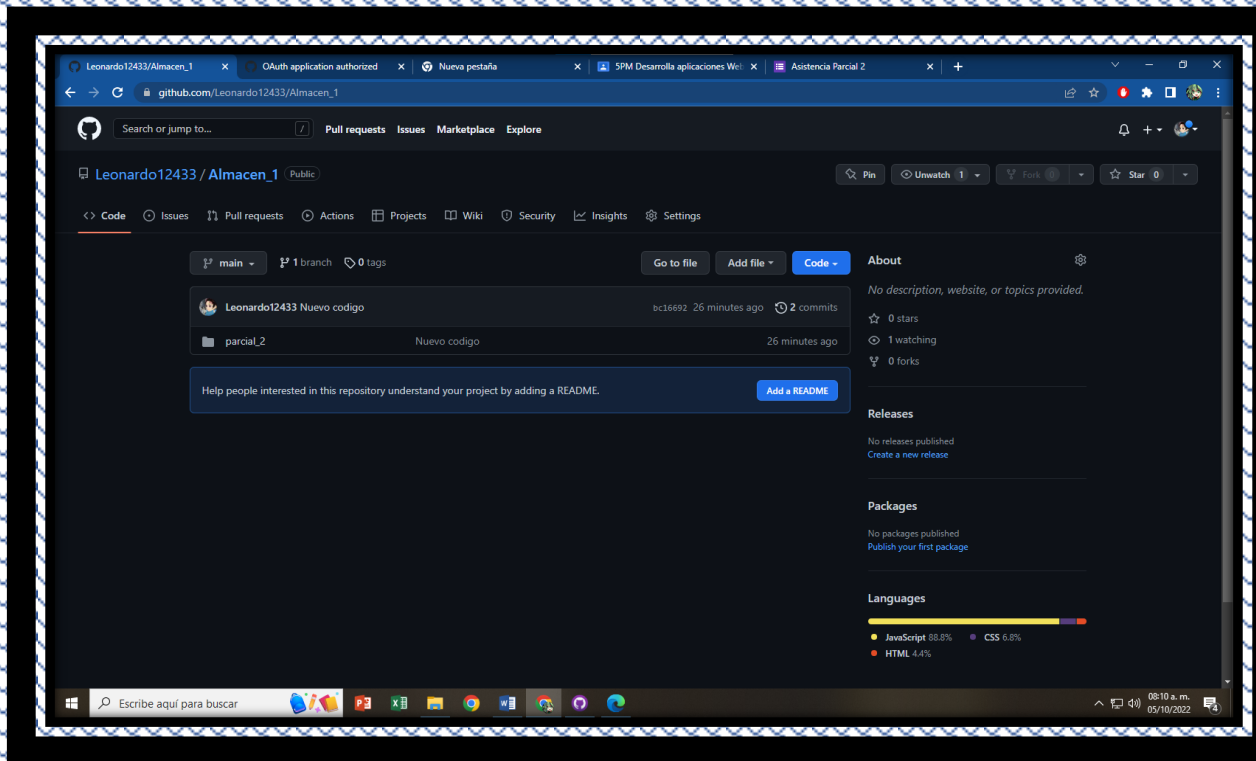 Leonardo12433/Almacen_1
OAuth application authorized
Nueva pestaña
5PM Desarrolla aplicaciones Web
Asistencia Parcial 2
github.com/Leonardo12433/Almacen_1
Search or jump to...
/
Pull requests Issues Marketplace Explore
Leonardo12433 / Almacen_1 Public
Pin
Unwatch 1
Fork 0
Star 0
Code Issues Pull requests Actions Projects Wiki Security Insights Settings
main 1 branch 0 tags
Go to file Add file Code
Leonardo12433 Nuevo codigo bc16692 26 minutes ago 2 commits
parcial_2 Nuevo codigo 26 minutes ago
Help people interested in this repository understand your project by adding a README. Add a README
About
No description, website, or topics provided.
0 stars
1 watching
0 forks
Releases
No releases published
Create a new release
Packages
No packages published
Publish your first package
Languages
JavaScript 88.8% CSS 6.8%
HTML 4.4%
Escribe aquí para buscar
08:10 a. m.
05/10/2022
4